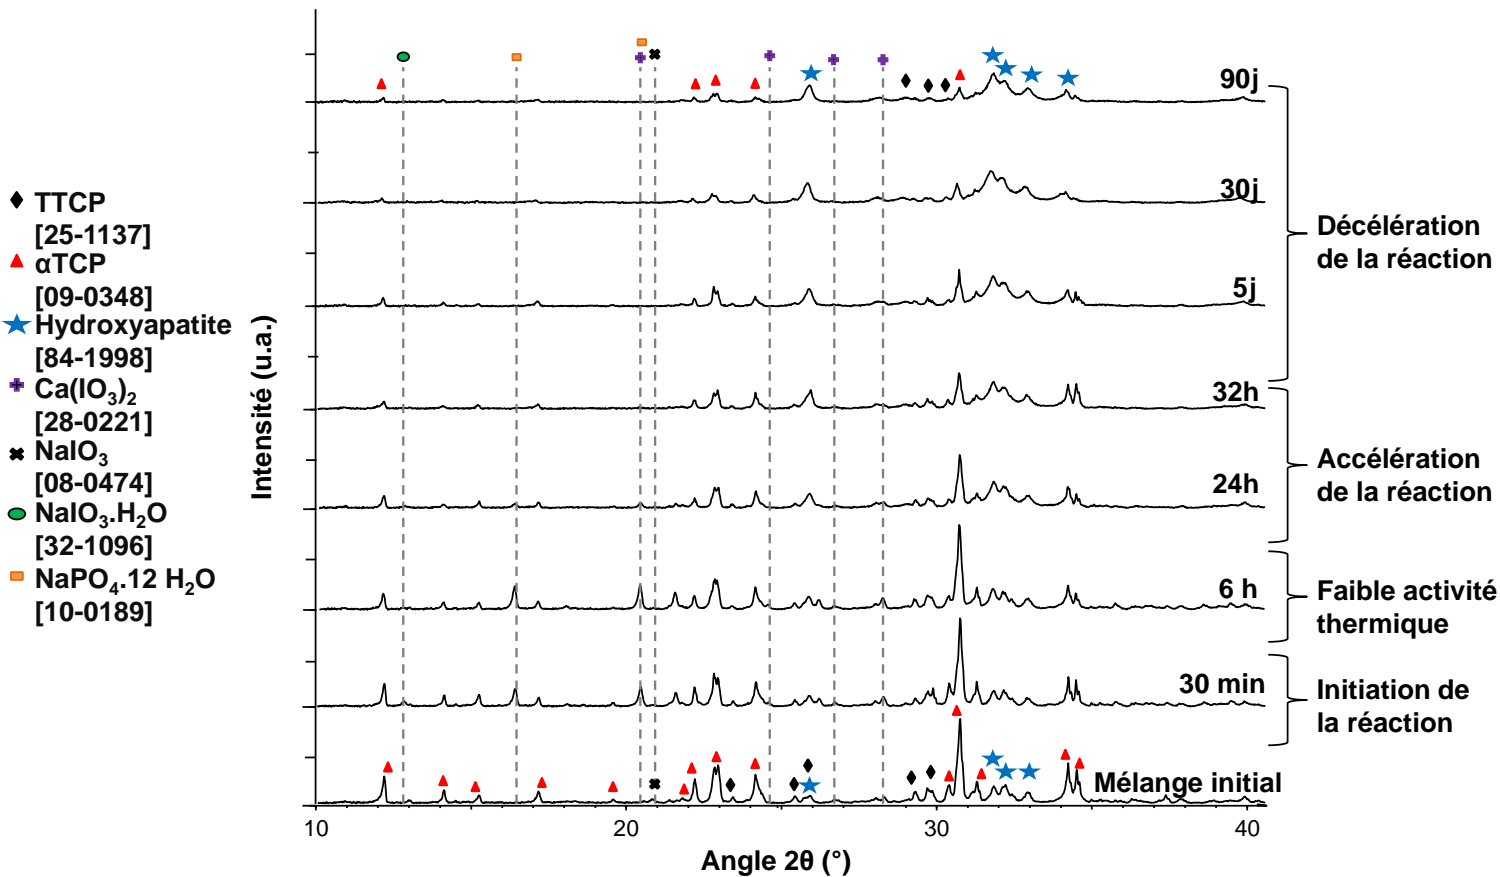 TTCP
[25-1137]
αTCP
[09-0348]
Hydroxyapatite
[84-1998]
Ca(IO₃)₂
[28-0221]
NaIO₃
[08-0474]
NaIO₃.H₂O
[32-1096]
NaPO₄.12 H₂O
[10-0189]
Intensité (u.a.)
90j
30j
5j
32h
24h
6 h
30 min
Mélange initial
Décélération
de la réaction
Accélération
de la réaction
Faible activité
thermique
Initiation de
la réaction
10
20
30
40
Angle 2θ (°)